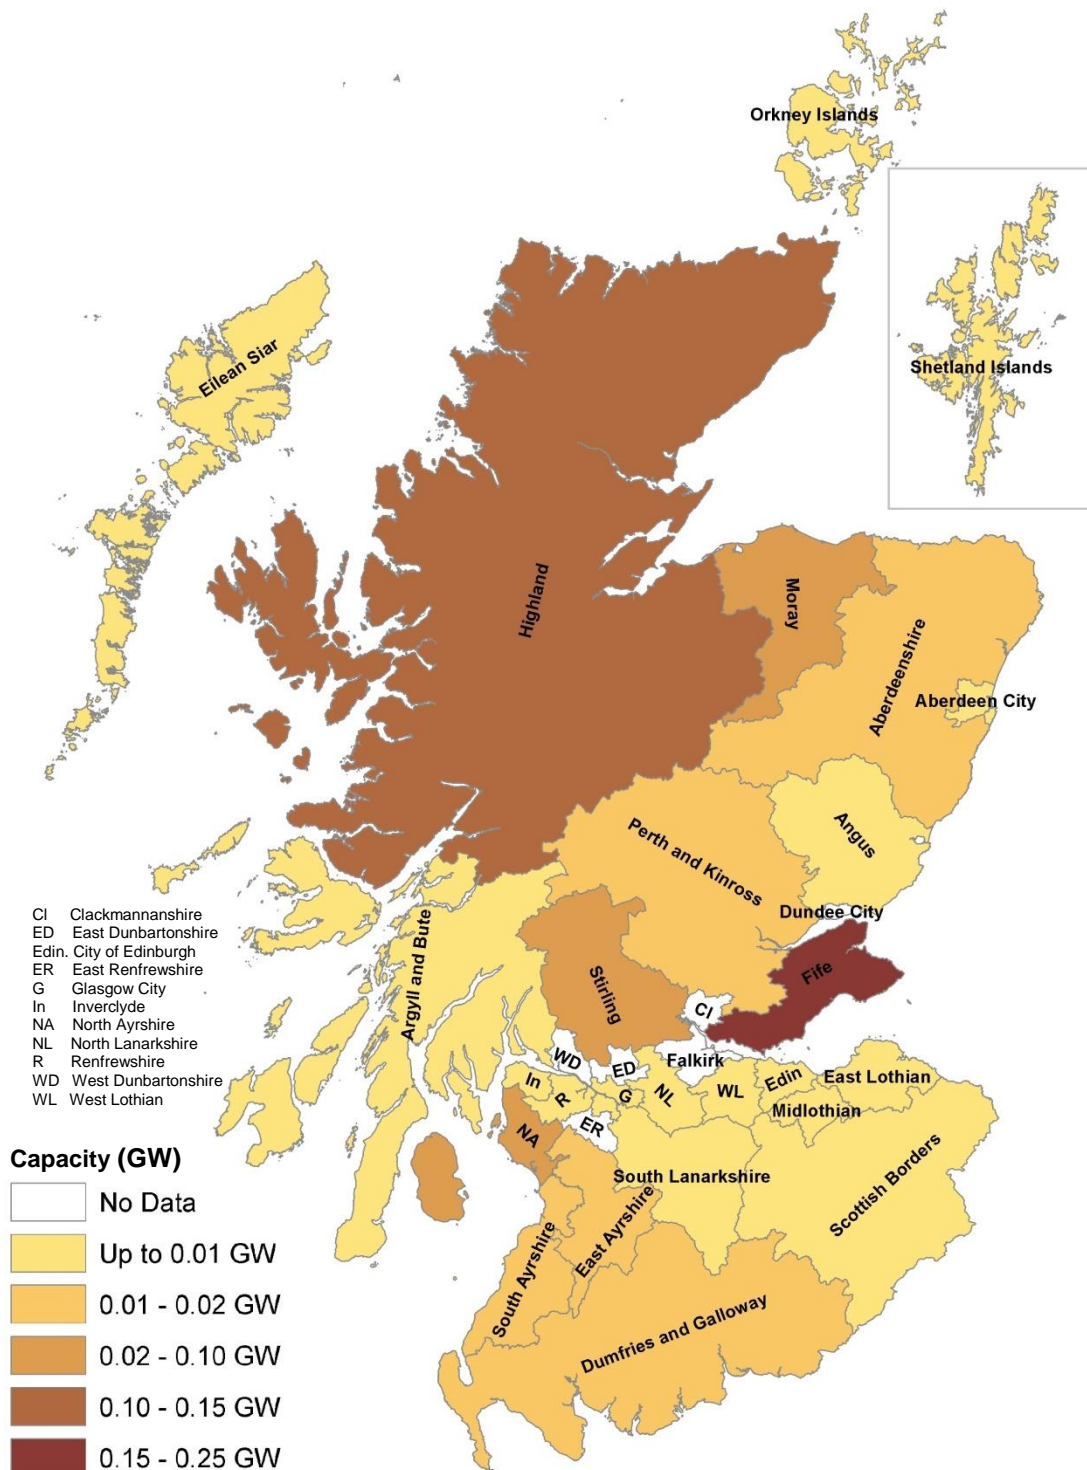 Orkney Islands
Shetland Islands
Eilean Siar
Highland
Moray
Aberdeenshire
Aberdeen City
Angus
Perth and Kinross
Dundee City
Fife
Argyll and Bute
Stirling
Cl
WD
ED
Falkirk
In
R
G
NL
WL
Edin
East Lothian
Midlothian
ER
NA
South Lanarkshire
Scottish Borders
East Ayrshire
South Ayrshire
Dumfries and Galloway
Cl Clackmannanshire
ED East Dunbartonshire
Edin. City of Edinburgh
ER East Renfrewshire
G Glasgow City
In Inverclyde
NA North Ayrshire
NL North Lanarkshire
R Renfrewshire
WD West Dunbartonshire
WL West Lothian
Capacity (GW)
No Data
Up to 0.01 GW
0.01 - 0.02 GW
0.02 - 0.10 GW
0.10 - 0.15 GW
0.15 - 0.25 GW